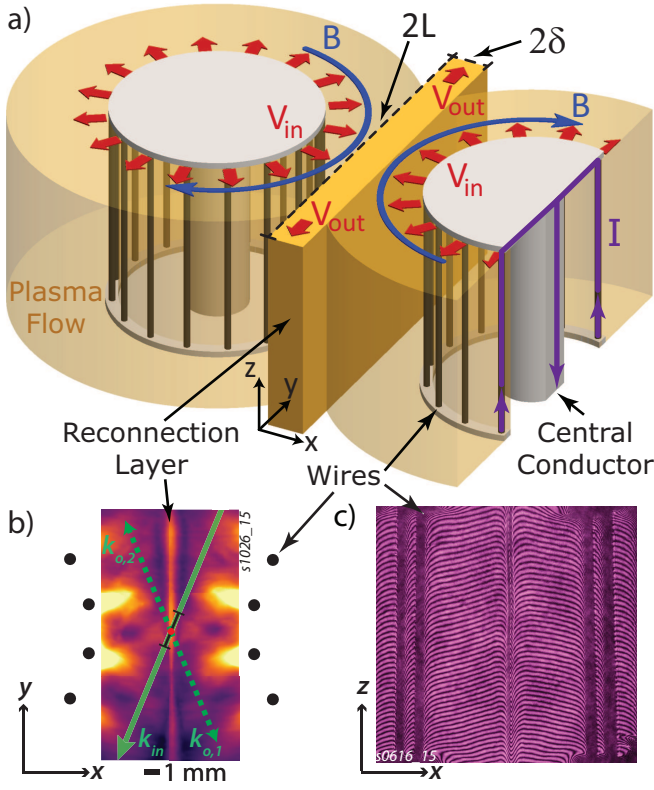 a)
2L
2δ
B
V_in
V_out
B
V_in
V_out
I
Plasma
Flow
z
y
x
Reconnection
Layer
Wires
Central
Conductor
b)
s1026_15
k_o,2
k_in
k_o,1
y
x
1 mm
c)
z
s0616_15
x